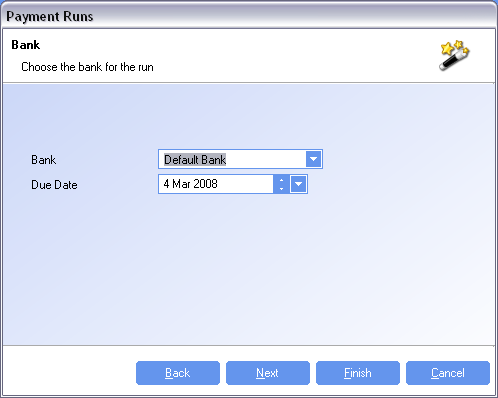 Payment Runs
Bank
Choose the bank for the run
Bank Default Bank
Due Date 4 Mar 2008
Back Next Finish Cancel